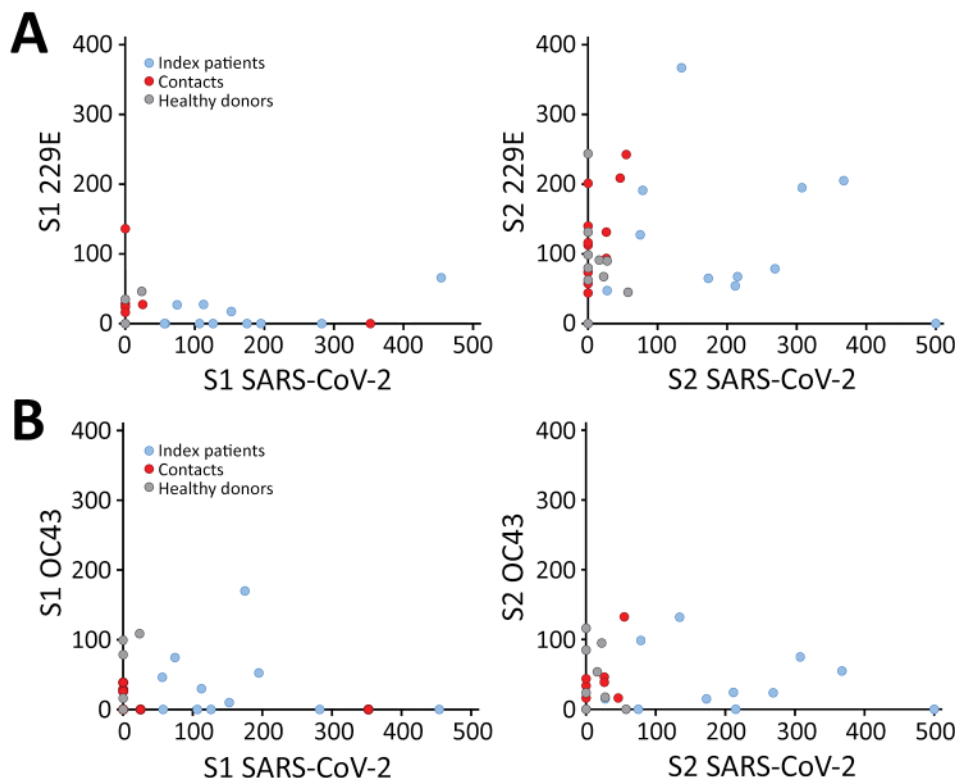 A
400
300
200
100
0
S1 229E
Index patients
Contacts
Healthy donors
0 100 200 300 400 500
S1 SARS-CoV-2
400
300
200
100
0
S2 229E
0 100 200 300 400 500
S2 SARS-CoV-2
B
400
300
200
100
0
S1 OC43
Index patients
Contacts
Healthy donors
0 100 200 300 400 500
S1 SARS-CoV-2
400
300
200
100
0
S2 OC43
0 100 200 300 400 500
S2 SARS-CoV-2